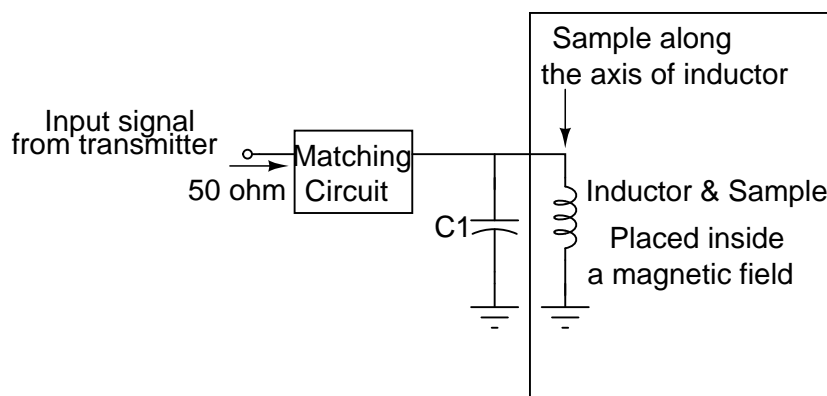 Sample along
the axis of inductor
Input signal
from transmitter
50 ohm
Matching
Circuit
C1
Inductor & Sample
Placed inside
a magnetic field